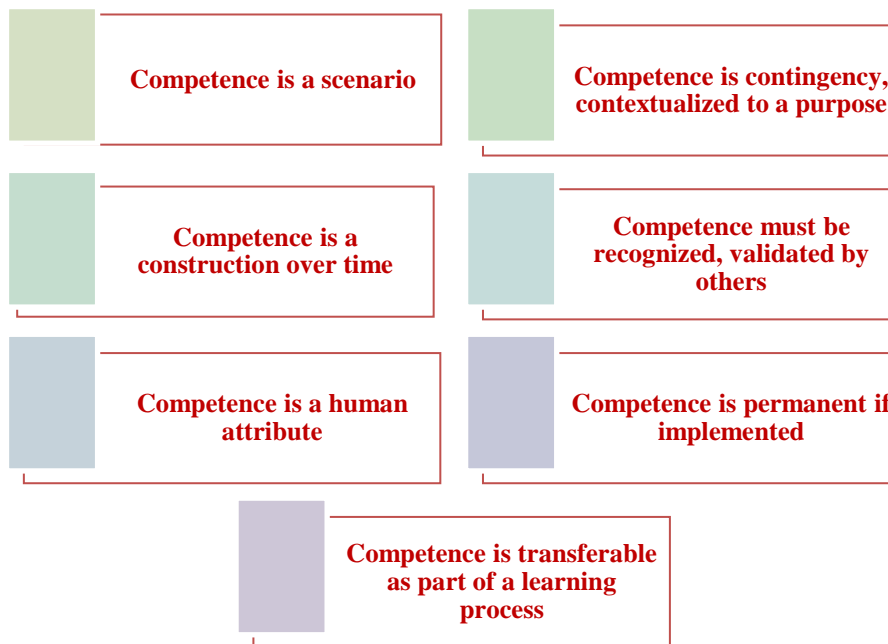 Competence is a scenario
Competence is contingency,
contextualized to a purpose
Competence is a
construction over time
Competence must be
recognized, validated by
others
Competence is a human
attribute
Competence is permanent if
implemented
Competence is transferable
as part of a learning
process